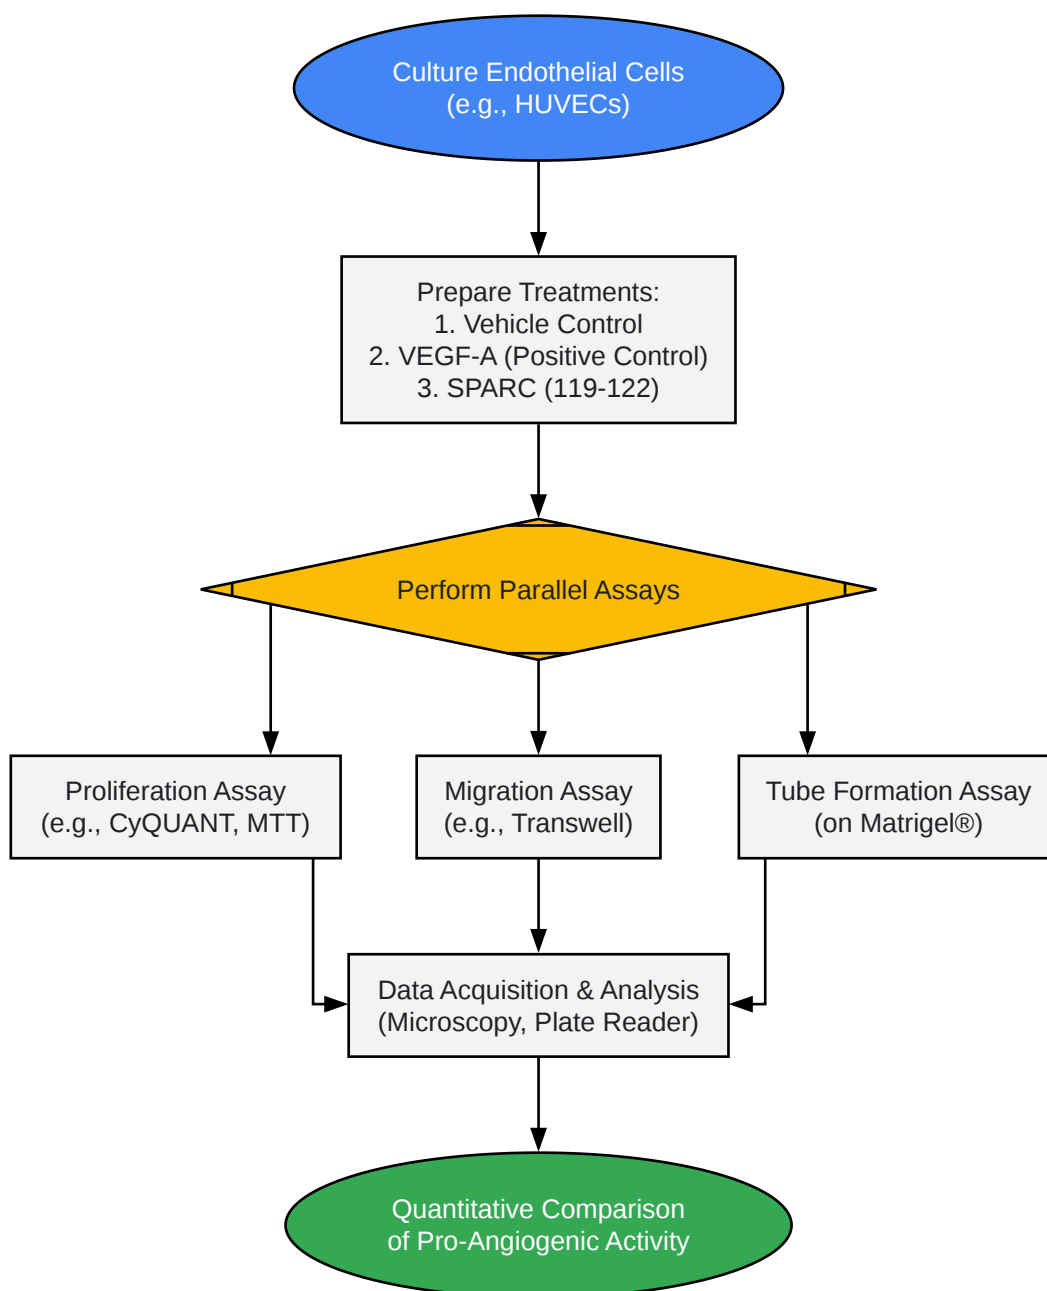 Culture Endothelial Cells
(e.g., HUVECs)
Prepare Treatments:
1. Vehicle Control
2. VEGF-A (Positive Control)
3. SPARC (119-122)
Perform Parallel Assays
Proliferation Assay
(e.g., CyQUANT, MTT)
Migration Assay
(e.g., Transwell)
Tube Formation Assay
(on Matrigel®)
Data Acquisition & Analysis
(Microscopy, Plate Reader)
Quantitative Comparison
of Pro-Angiogenic Activity